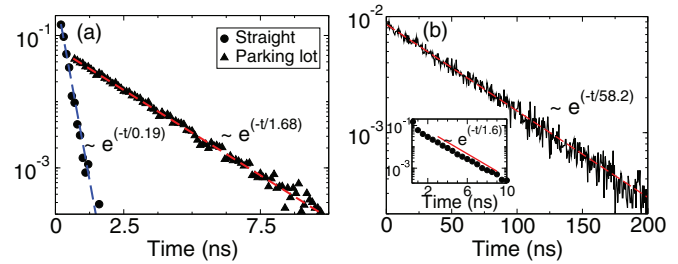 (a)
● Straight
▲ Parking lot
10^-1
10^-2
10^-3
~ e^(-t/0.19)
~ e^(-t/1.68)
2.5 5 7.5
Time (ns)
(b)
10^-2
10^-3
~ e^(-t/58.2)
10^-1
10^-3
~ e^(-t/1.6)
2 6 10
Time (ns)
0 50 100 150 200
Time (ns)